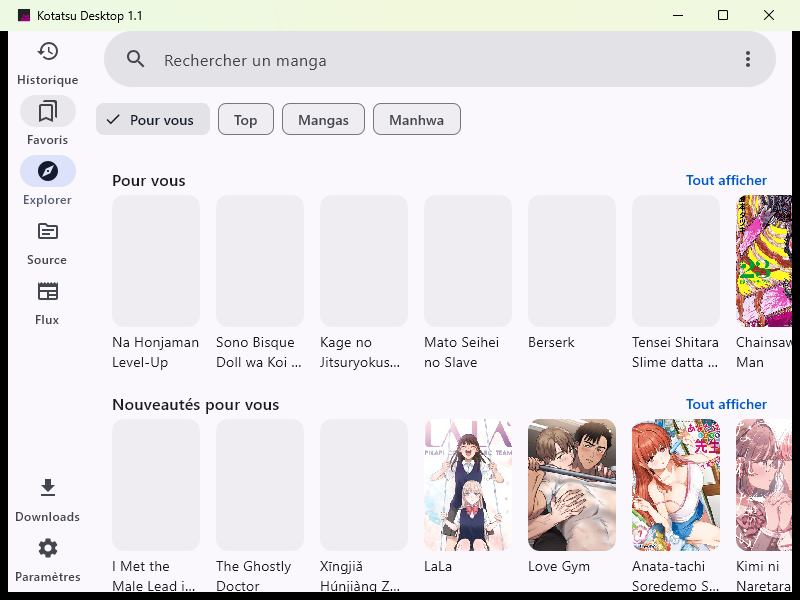 Kotatsu Desktop 1.1
Rechercher un manga
Historique
Favoris
Explorer
Source
Flux
Downloads
Paramètres
Pour vous
Top
Mangas
Manhwa
Pour vous
Tout afficher
Na Honjaman
Level-Up
Sono Bisque
Doll wa Koi ...
Kage no
Jitsuryokus...
Mato Seihei
no Slave
Berserk
Tensei Shitara
Slime datta ...
Chainsaw
Man
Nouveautés pour vous
Tout afficher
LALA
I Met the
Male Lead i...
The Ghostly
Doctor
Xīngjiǎ
Húnjiàng Z...
LaLa
Love Gym
Anata-tachi
Soredemo S...
Kimi ni
Naretara